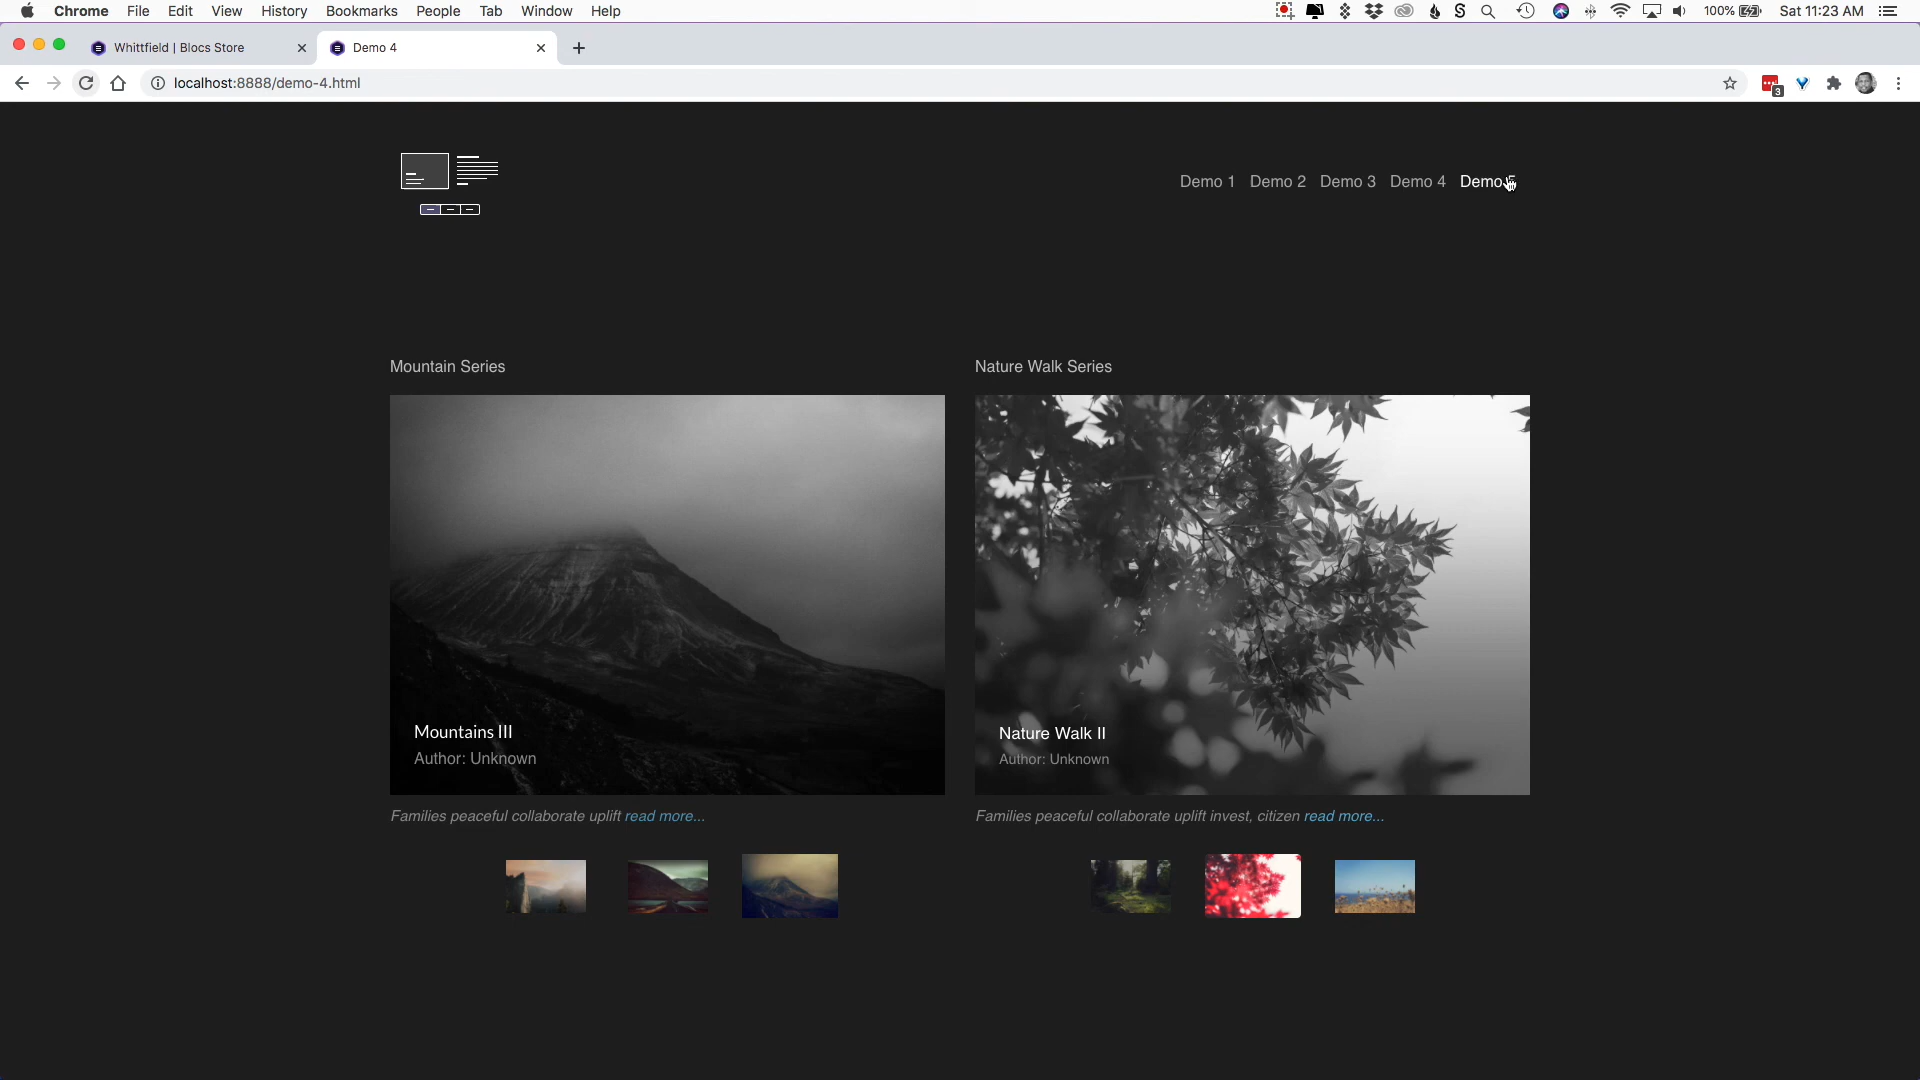 Chrome File Edit View History Bookmarks People Tab Window Help
100% Sat 11:23 AM
Whittfield | Blocs Store
Demo 4
localhost:8888/demo-4.html
3
Demo 1 Demo 2 Demo 3 Demo 4 Demo 5
Mountain Series
Nature Walk Series
Mountains III
Author: Unknown
Nature Walk II
Author: Unknown
Families peaceful collaborate uplift read more...
Families peaceful collaborate uplift invest, citizen read more...